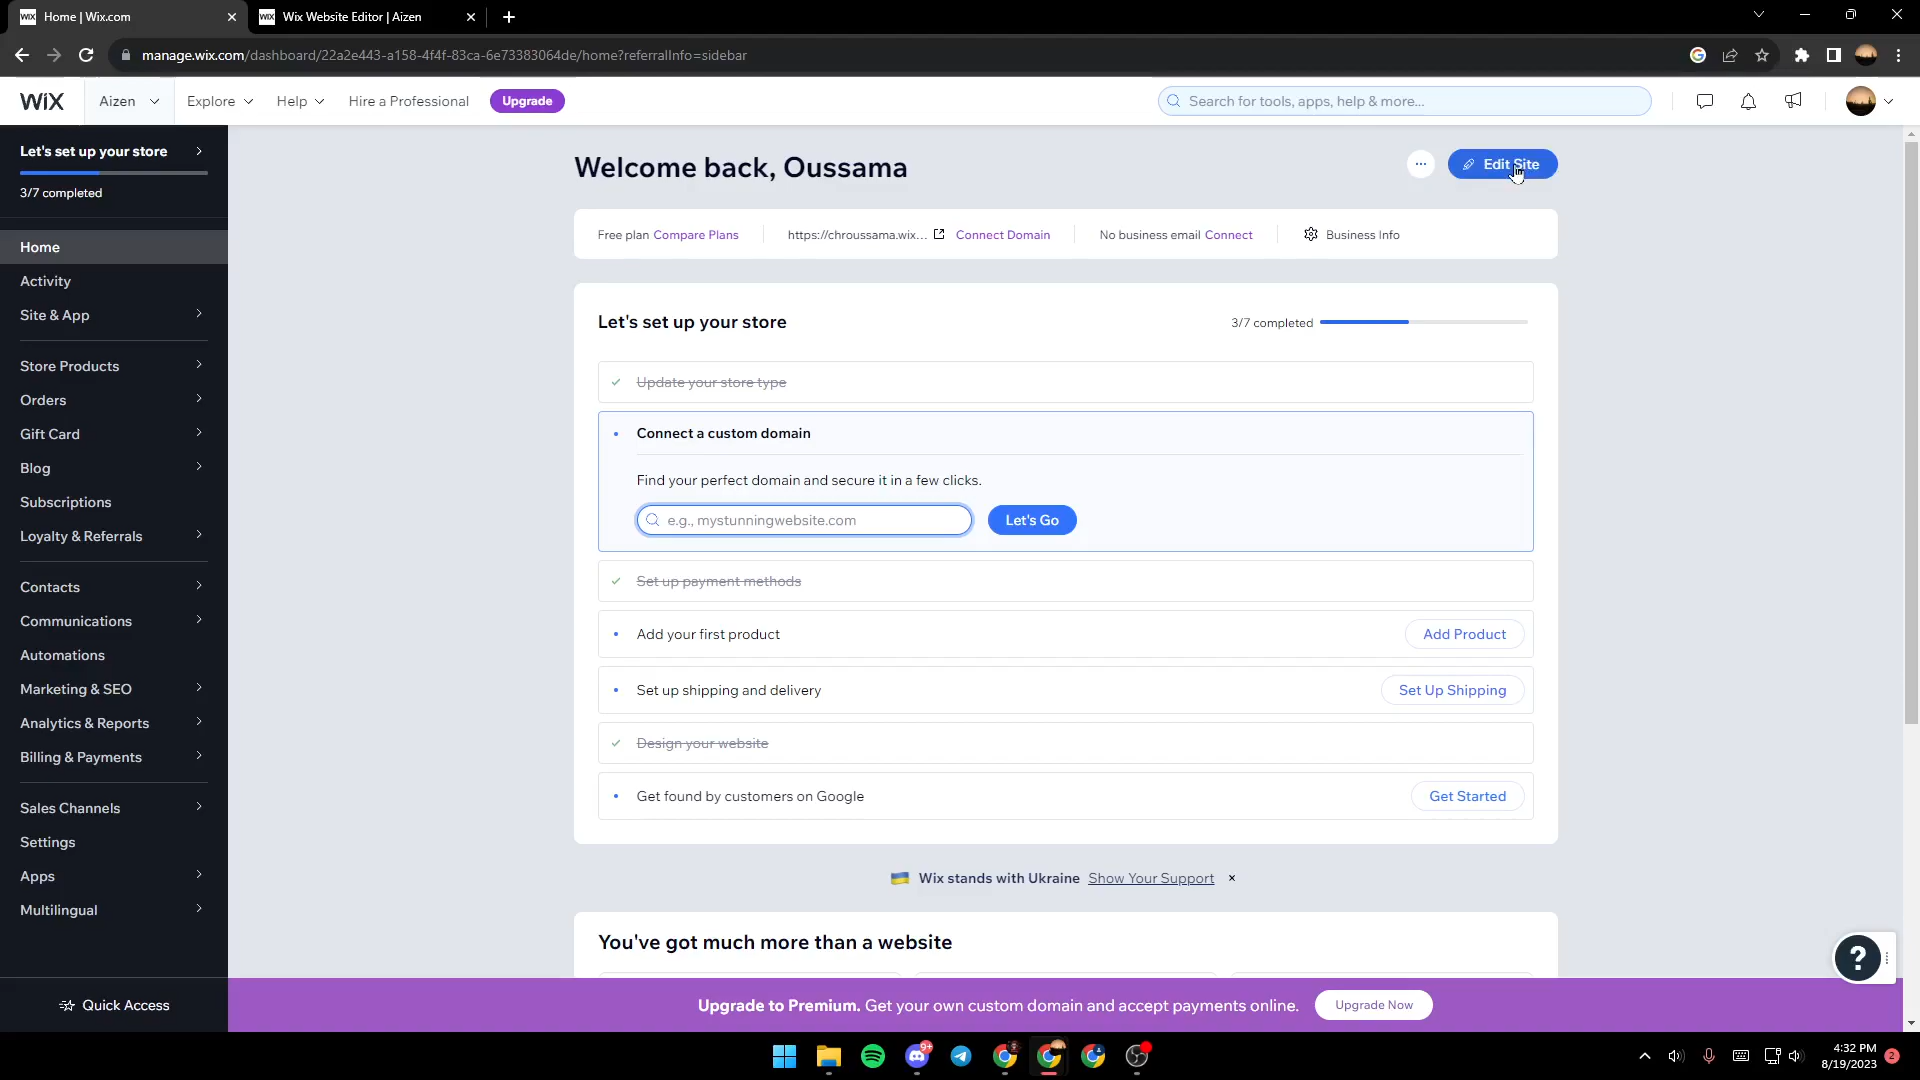 WIX Home | Wix.com
WIX Wix Website Editor | Aizen
manage.wix.com/dashboard/22a2e443-a158-4f4f-83ca-6e73383064de/home?referralInfo=sidebar
WIX
Aizen
Explore
Help
Hire a Professional
Upgrade
Search for tools, apps, help & more...
Let's set up your store
3/7 completed
Home
Activity
Site & App
Store Products
Orders
Gift Card
Blog
Subscriptions
Loyalty & Referrals
Contacts
Communications
Automations
Marketing & SEO
Analytics & Reports
Billing & Payments
Sales Channels
Settings
Apps
Multilingual
Quick Access
Welcome back, Oussama
Edit Site
Free plan Compare Plans
https://chroussama.wix... Connect Domain
No business email Connect
Business Info
Let's set up your store
3/7 completed
Update your store type
Connect a custom domain
Find your perfect domain and secure it in a few clicks.
e.g., mystunningwebsite.com
Let's Go
Set up payment methods
Add your first product
Add Product
Set up shipping and delivery
Set Up Shipping
Design your website
Get found by customers on Google
Get Started
Wix stands with Ukraine Show Your Support
You've got much more than a website
?
Upgrade to Premium. Get your own custom domain and accept payments online.
Upgrade Now
9+
4:32 PM
8/19/2023
2